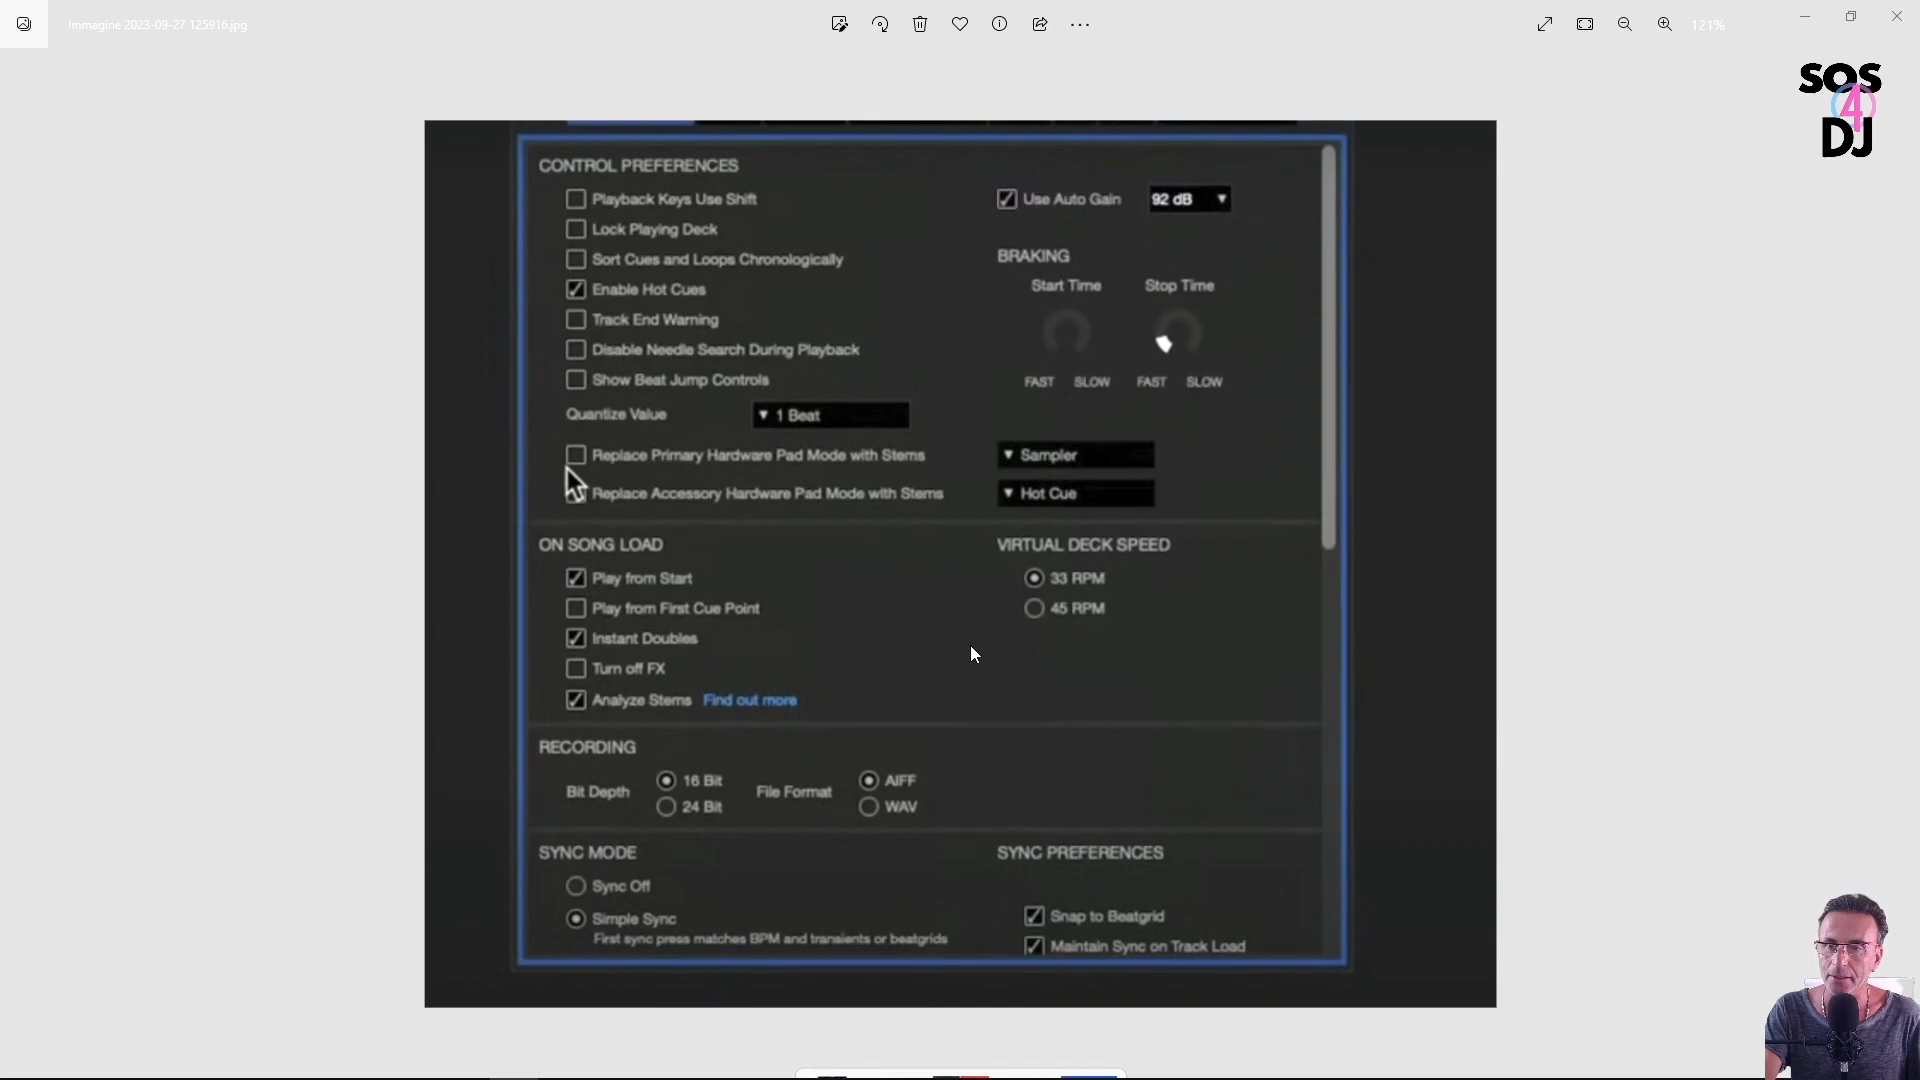 Immagine 2023-09-27 125916.jpg
121%
SOS
4
DJ
CONTROL PREFERENCES
Playback Keys Use Shift
Use Auto Gain 92 dB
Lock Playing Deck
Sort Cues and Loops Chronologically
BRAKING
Enable Hot Cues
Start Time Stop Time
Track End Warning
Disable Needle Search During Playback
Show Beat Jump Controls
FAST SLOW FAST SLOW
Quantize Value 1 Beat
Replace Primary Hardware Pad Mode with Stems Sampler
Replace Accessory Hardware Pad Mode with Stems Hot Cue
ON SONG LOAD
VIRTUAL DECK SPEED
Play from Start
33 RPM
Play from First Cue Point
45 RPM
Instant Doubles
Turn off FX
Analyze Stems Find out more
RECORDING
Bit Depth
16 Bit
24 Bit
File Format
AIFF
WAV
SYNC MODE
SYNC PREFERENCES
Sync Off
Simple Sync
First sync press matches BPM and transients or beatgrids
Snap to Beatgrid
Maintain Sync on Track Load